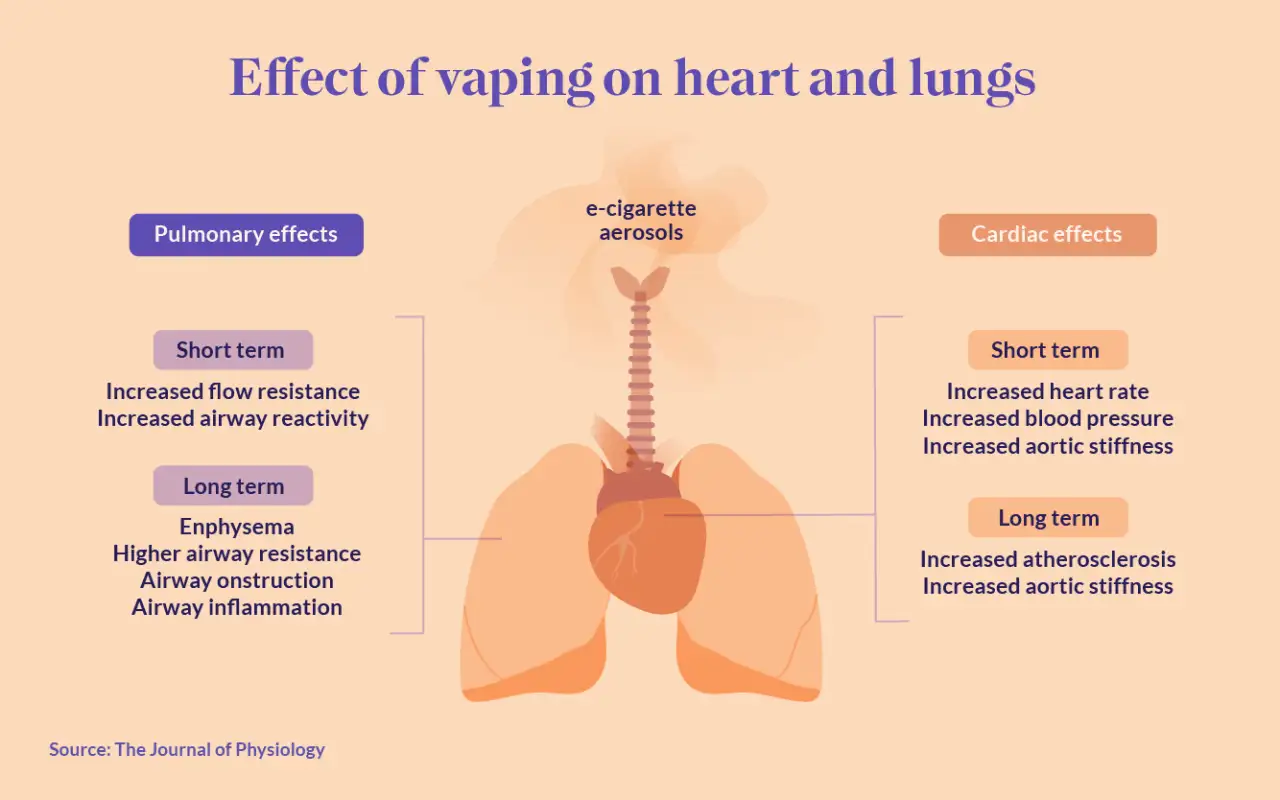 Effect of vaping on heart and lungs
e-cigarette
aerosols
Pulmonary effects
Short term
Increased flow resistance
Increased airway reactivity
Long term
Enphysema
Higher airway resistance
Airway onstruction
Airway inflammation
Cardiac effects
Short term
Increased heart rate
Increased blood pressure
Increased aortic stiffness
Long term
Increased atherosclerosis
Increased aortic stiffness
Source: The Journal of Physiology